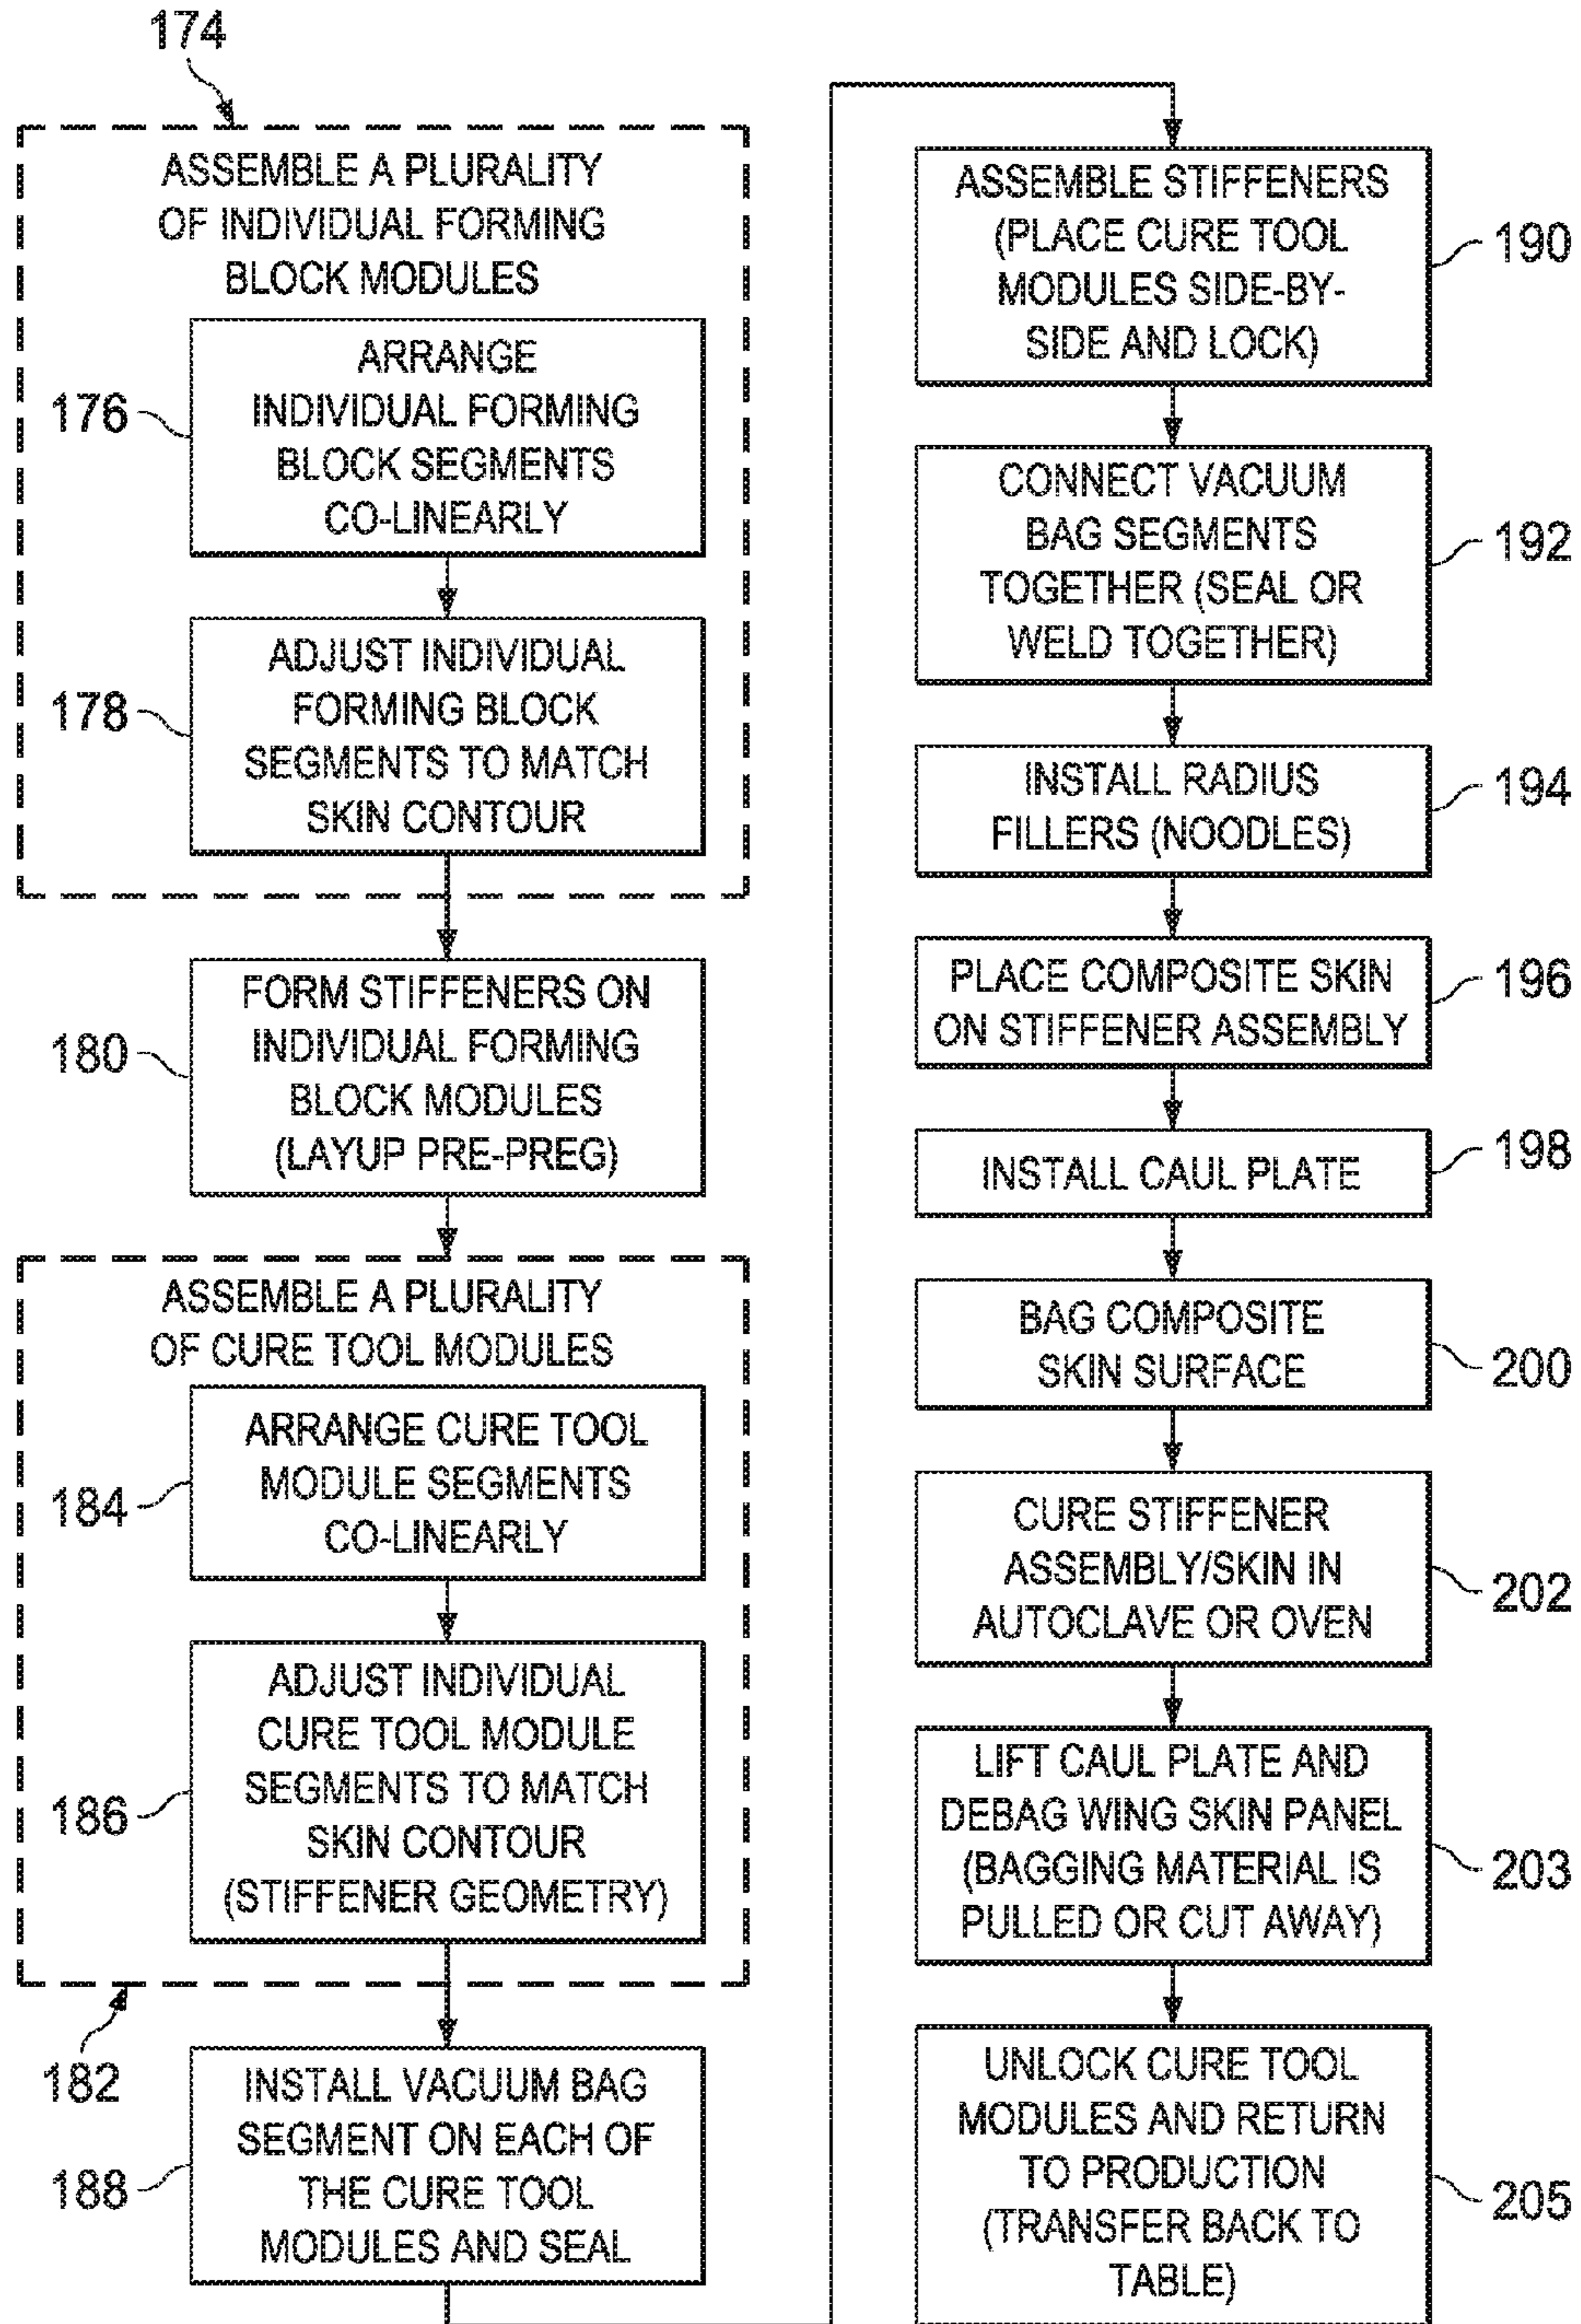 174
ASSEMBLE A PLURALITY
OF INDIVIDUAL FORMING
BLOCK MODULES
176
ARRANGE
INDIVIDUAL FORMING
BLOCK SEGMENTS
CO-LINEARLY
178
ADJUST INDIVIDUAL
FORMING BLOCK
SEGMENTS TO MATCH
SKIN CONTOUR
180
FORM STIFFENERS ON
INDIVIDUAL FORMING
BLOCK MODULES
(LAYUP PRE-PREG)
ASSEMBLE A PLURALITY
OF CURE TOOL MODULES
184
ARRANGE CURE TOOL
MODULE SEGMENTS
CO-LINEARLY
186
ADJUST INDIVIDUAL
CURE TOOL MODULE
SEGMENTS TO MATCH
SKIN CONTOUR
(STIFFENER GEOMETRY)
182
188
INSTALL VACUUM BAG
SEGMENT ON EACH OF
THE CURE TOOL
MODULES AND SEAL
ASSEMBLE STIFFENERS
(PLACE CURE TOOL
MODULES SIDE-BY-
SIDE AND LOCK)
190
CONNECT VACUUM
BAG SEGMENTS
TOGETHER (SEAL OR
WELD TOGETHER)
192
INSTALL RADIUS
FILLERS (NOODLES)
194
PLACE COMPOSITE SKIN
ON STIFFENER ASSEMBLY
196
INSTALL CAUL PLATE
198
BAG COMPOSITE
SKIN SURFACE
200
CURE STIFFENER
ASSEMBLY/SKIN IN
AUTOCLAVE OR OVEN
202
LIFT CAUL PLATE AND
DEBAG WING SKIN PANEL
(BAGGING MATERIAL IS
PULLED OR CUT AWAY)
203
UNLOCK CURE TOOL
MODULES AND RETURN
TO PRODUCTION
(TRANSFER BACK TO
TABLE)
205